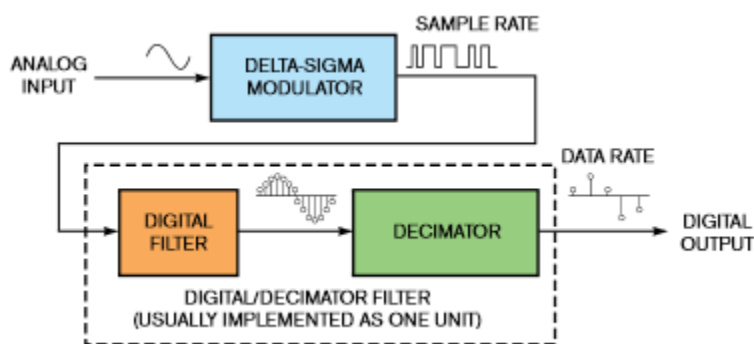 SAMPLE RATE
ANALOG
INPUT
DELTA-SIGMA
MODULATOR
DATA RATE
DIGITAL
FILTER
DECIMATOR
DIGITAL
OUTPUT
DIGITAL/DECIMATOR FILTER
(USUALLY IMPLEMENTED AS ONE UNIT)